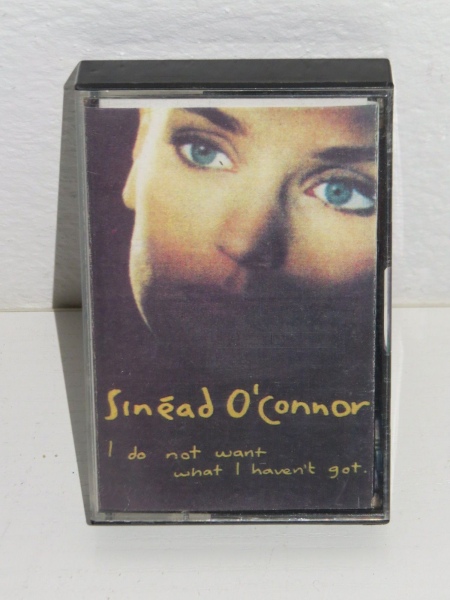 Sinéad O'Connor
I do not want
what I haven't got.